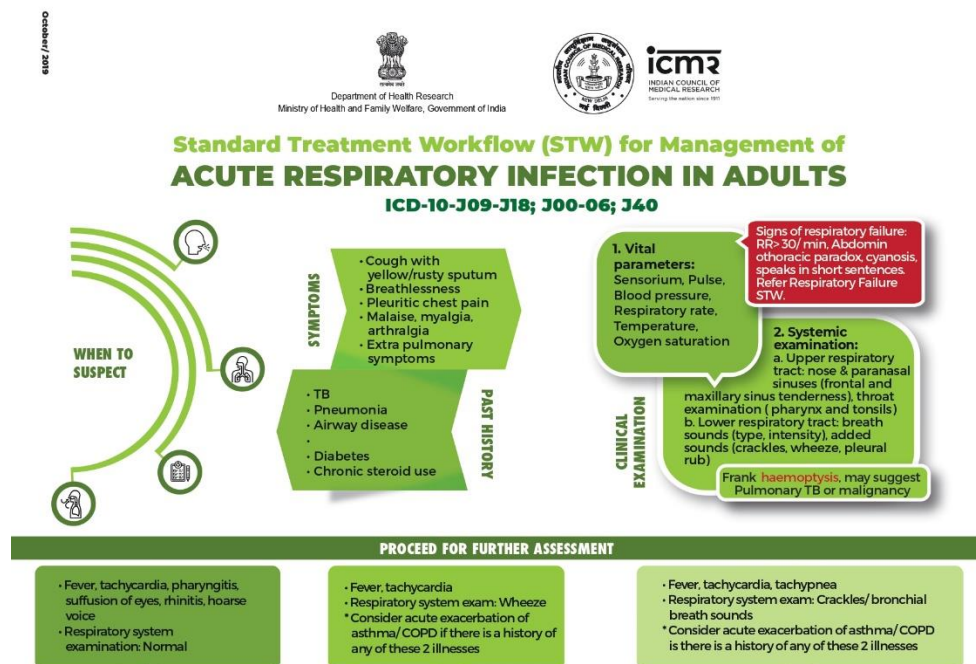 October/ 2019
सत्यमेव जयते
Department of Health Research
Ministry of Health and Family Welfare, Government of India
INDIAN COUNCIL OF MEDICAL RESEARCH
NEW DELHI
नई दिल्ली
icmr
INDIAN COUNCIL OF
MEDICAL RESEARCH
Serving the nation since 1911
Standard Treatment Workflow (STW) for Management of
ACUTE RESPIRATORY INFECTION IN ADULTS
ICD-10-J09-J18; J00-06; J40
WHEN TO
SUSPECT
SYMPTOMS
• Cough with
yellow/rusty sputum
• Breathlessness
• Pleuritic chest pain
• Malaise, myalgia,
arthralgia
• Extra pulmonary
symptoms
• TB
• Pneumonia
• Airway disease
•
• Diabetes
• Chronic steroid use
PAST HISTORY
CLINICAL
EXAMINATION
1. Vital
parameters:
Sensorium, Pulse,
Blood pressure,
Respiratory rate,
Temperature,
Oxygen saturation
Signs of respiratory failure:
RR>30/ min, Abdomin
othoracic paradox, cyanosis,
speaks in short sentences.
Refer Respiratory Failure
STW.
2. Systemic
examination:
a. Upper respiratory
tract: nose & paranasal
sinuses (frontal and
maxillary sinus tenderness), throat
examination ( pharynx and tonsils)
b. Lower respiratory tract: breath
sounds (type, intensity), added
sounds (crackles, wheeze, pleural
rub)
Frank haemoptysis, may suggest
Pulmonary TB or malignancy
PROCEED FOR FURTHER ASSESSMENT
• Fever, tachycardia, pharyngitis,
suffusion of eyes, rhinitis, hoarse
voice
• Respiratory system
examination: Normal
• Fever, tachycardia
• Respiratory system exam: Wheeze
* Consider acute exacerbation of
asthma/ COPD if there is a history of
any of these 2 illnesses
• Fever, tachycardia, tachypnea
• Respiratory system exam: Crackles/ bronchial
breath sounds
* Consider acute exacerbation of asthma/ COPD
is there is a history of any of these 2 illnesses